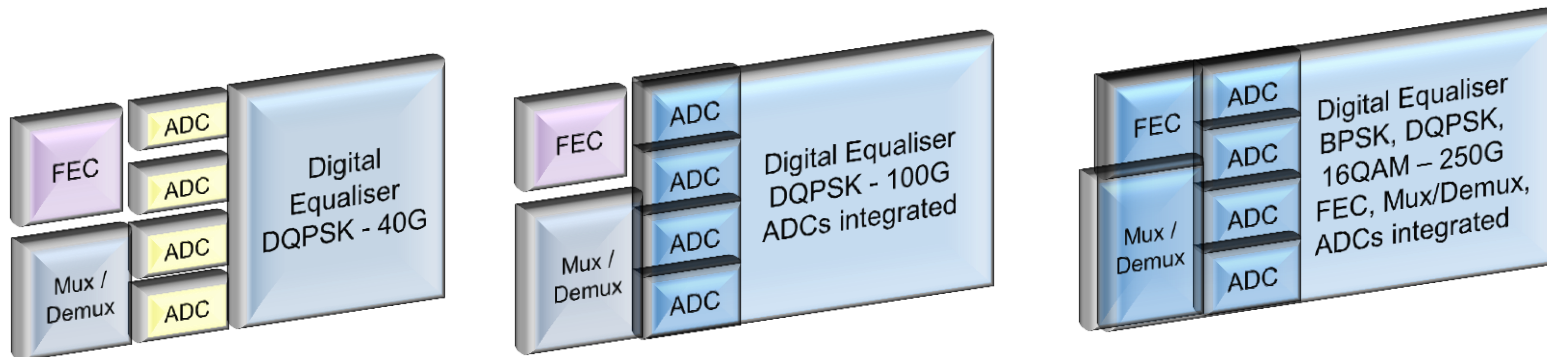 FEC
Mux /
Demux
ADC
ADC
ADC
ADC
Digital
Equaliser
DQPSK - 40G
FEC
Mux /
Demux
ADC
ADC
ADC
ADC
Digital Equaliser
DQPSK - 100G
ADCs integrated
FEC
Mux /
Demux
ADC
ADC
ADC
ADC
Digital Equaliser
BPSK, DQPSK,
16QAM – 250G
FEC, Mux/Demux,
ADCs integrated